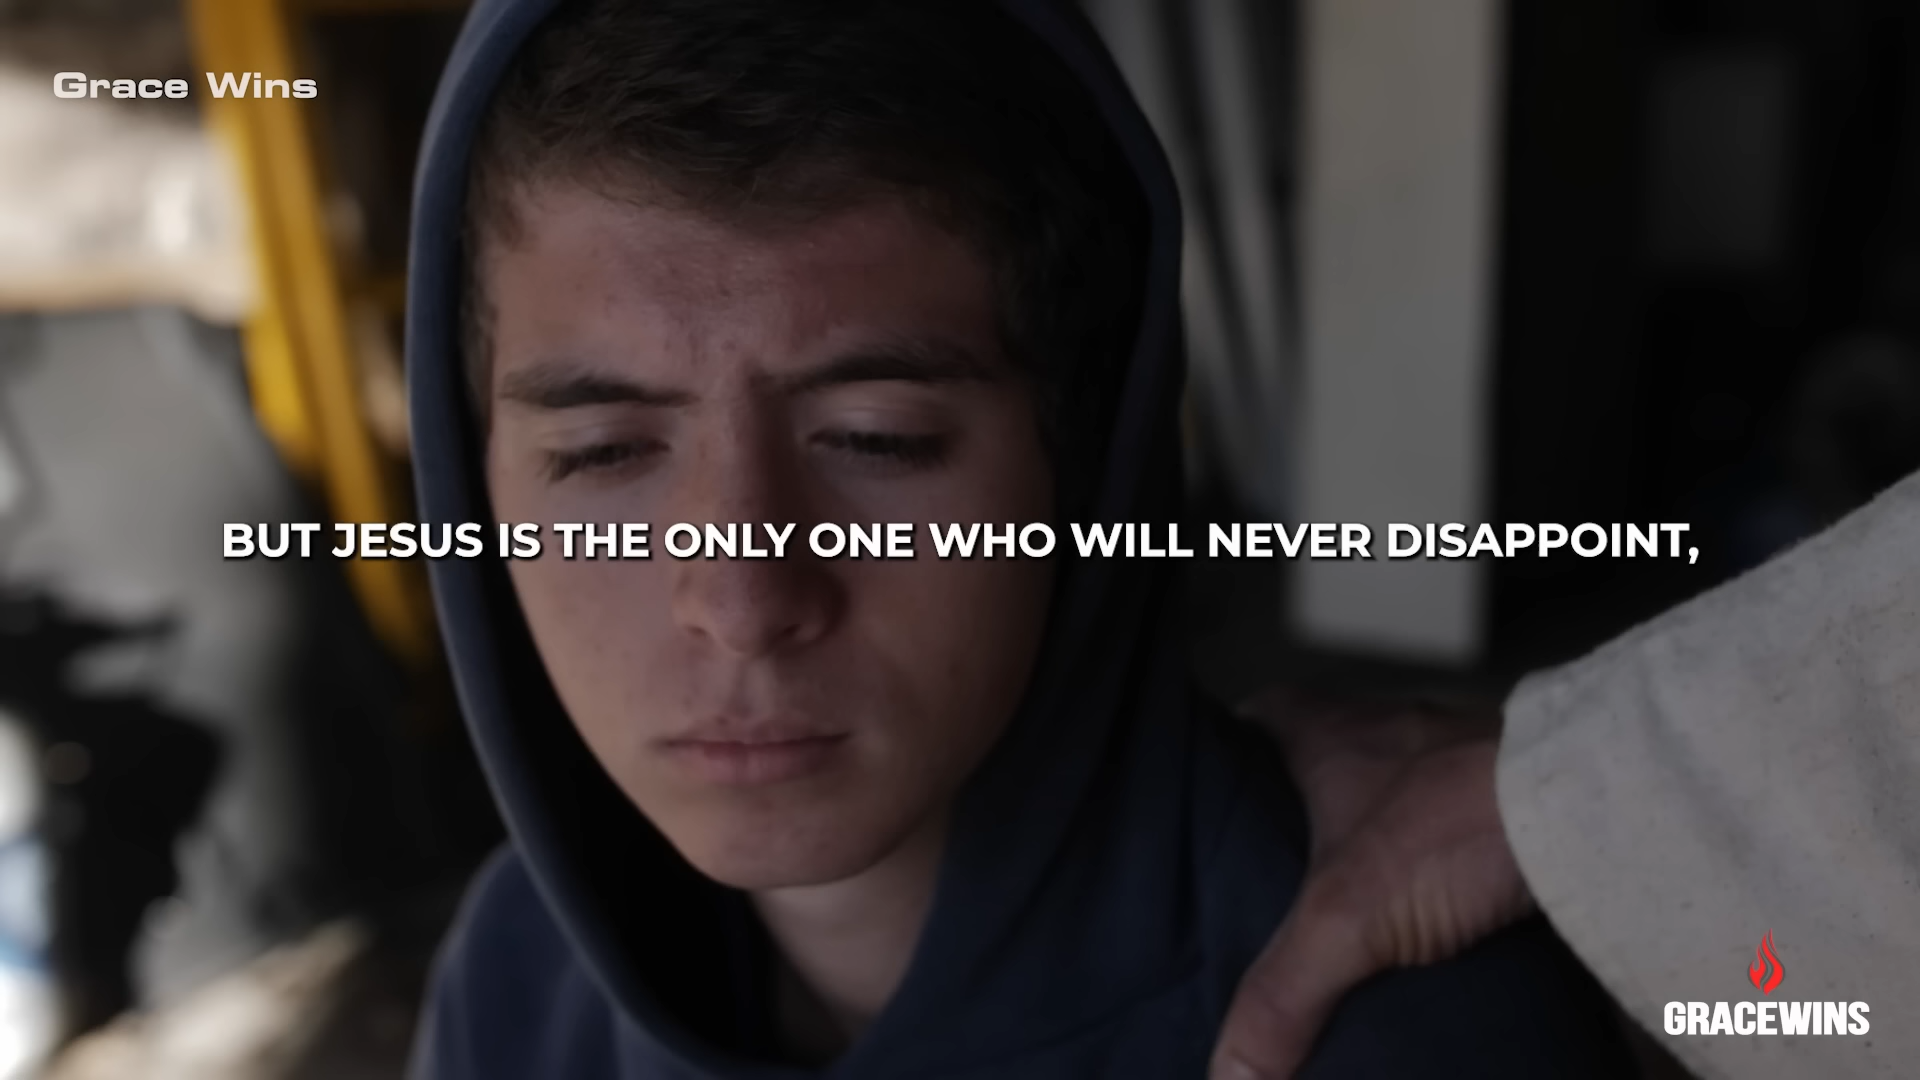 Grace Wins
BUT JESUS IS THE ONLY ONE WHO WILL NEVER DISAPPOINT,
GRACEWINS